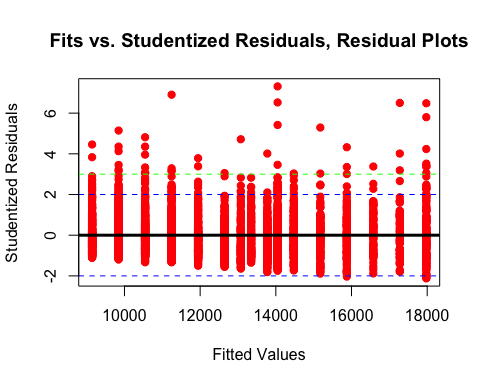 Fits vs. Studentized Residuals, Residual Plots
Studentized Residuals
6
4
2
0
-2
10000 12000 14000 16000 18000
Fitted Values